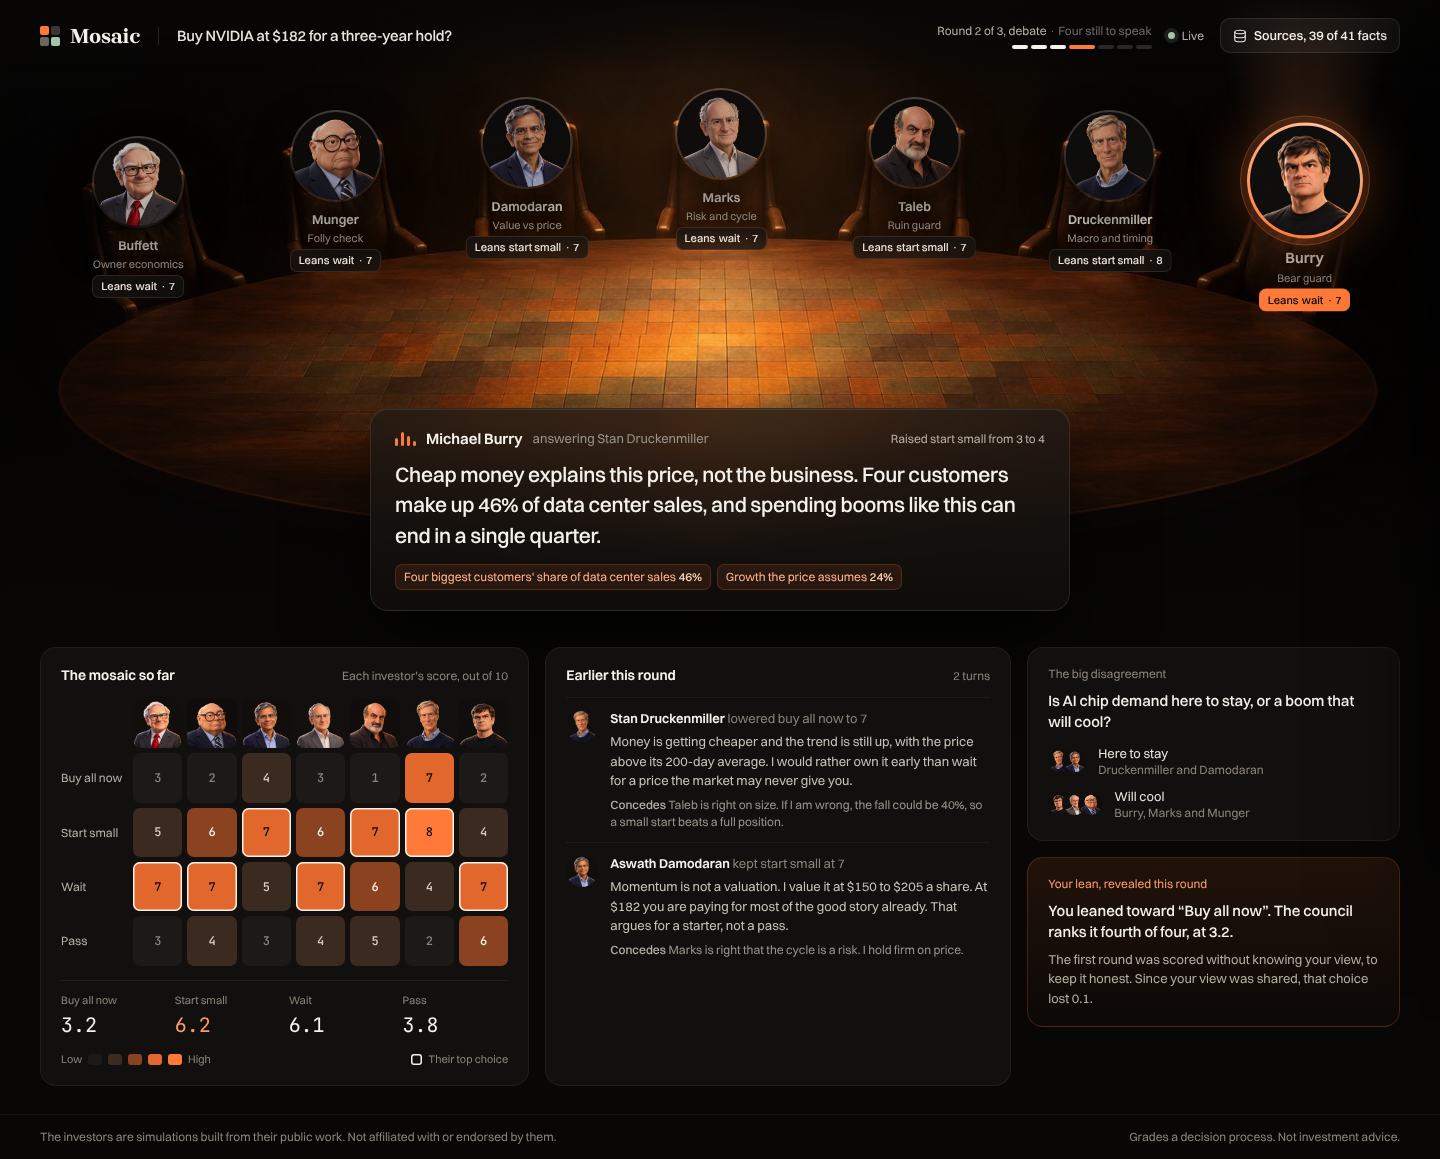 Mosaic
Buy NVIDIA at $182 for a three-year hold?
Round 2 of 3, debate · Four still to speak
Live
Sources, 39 of 41 facts
Buffett
Owner economics
Leans wait · 7
Munger
Folly check
Leans wait · 7
Damodaran
Value vs price
Leans start small · 7
Marks
Risk and cycle
Leans wait · 7
Taleb
Ruin guard
Leans start small · 7
Druckenmiller
Macro and timing
Leans start small · 8
Burry
Bear guard
Leans wait · 7
Michael Burry answering Stan Druckenmiller
Raised start small from 3 to 4
Cheap money explains this price, not the business. Four customers
make up 46% of data center sales, and spending booms like this can
end in a single quarter.
Four biggest customers' share of data center sales 46%
Growth the price assumes 24%
The mosaic so far
Each investor's score, out of 10
Buy all now 3 2 4 3 1 7 2
Start small 5 6 7 6 7 8 4
Wait 7 7 5 7 6 4 7
Pass 3 4 3 4 5 2 6
Buy all now Start small Wait Pass
3.2 6.2 6.1 3.8
Low High
Their top choice
Earlier this round
2 turns
Stan Druckenmiller lowered buy all now to 7
Money is getting cheaper and the trend is still up, with the price
above its 200-day average. I would rather own it early than wait
for a price the market may never give you.
Concedes Taleb is right on size. If I am wrong, the fall could be 40%, so
a small start beats a full position.
Aswath Damodaran kept start small at 7
Momentum is not a valuation. I value it at $150 to $205 a share. At
$182 you are paying for most of the good story already. That
argues for a starter, not a pass.
Concedes Marks is right that the cycle is a risk. I hold firm on price.
The big disagreement
Is AI chip demand here to stay, or a boom that
will cool?
Here to stay
Druckenmiller and Damodaran
Will cool
Burry, Marks and Munger
Your lean, revealed this round
You leaned toward “Buy all now”. The council
ranks it fourth of four, at 3.2.
The first round was scored without knowing your view, to
keep it honest. Since your view was shared, that choice
lost 0.1.
The investors are simulations built from their public work. Not affiliated with or endorsed by them.
Grades a decision process. Not investment advice.